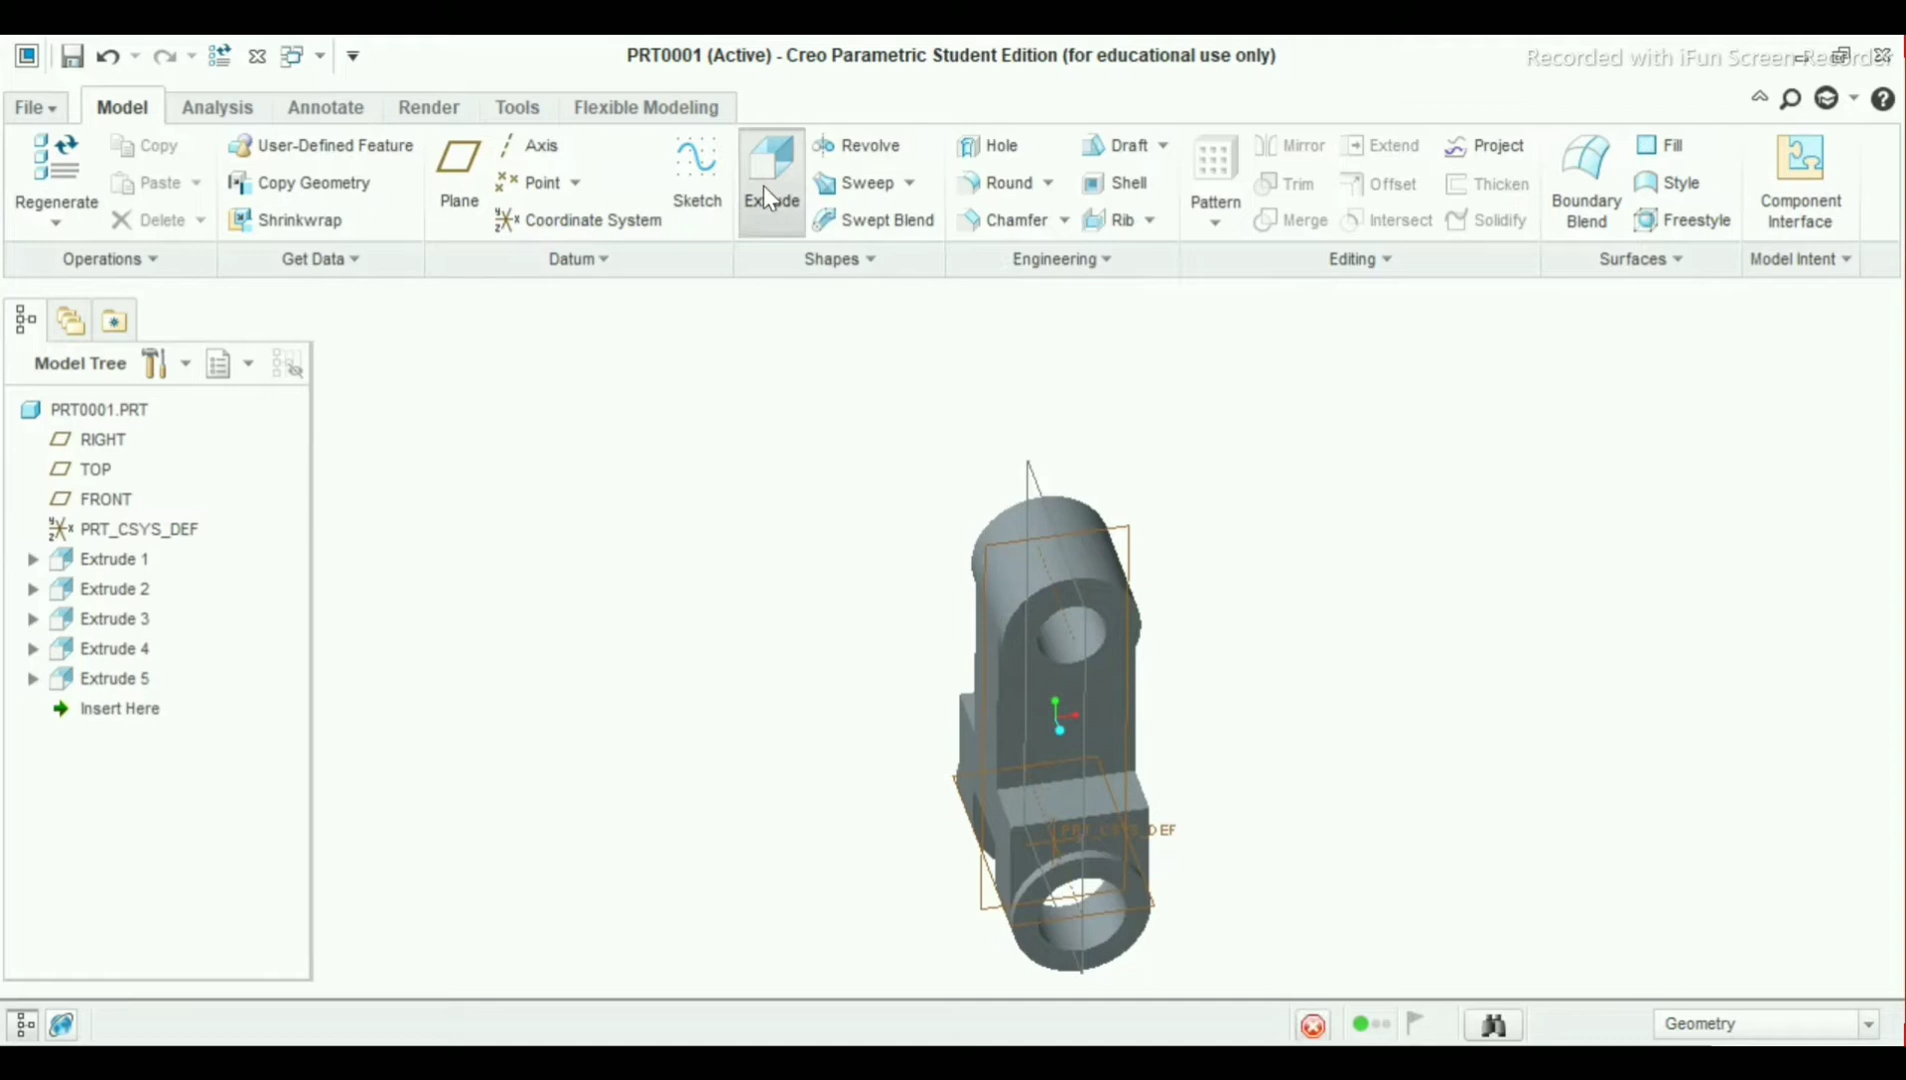 PRT0001 (Active) - Creo Parametric Student Edition (for educational use only)
Recorded with iFun Screen Recorder
File Model Analysis Annotate Render Tools Flexible Modeling
Regenerate
Copy
Paste
Delete
Operations
User-Defined Feature
Copy Geometry
Shrinkwrap
Get Data
Plane
Axis
Point
Coordinate System
Sketch
Datum
Extrude
Revolve
Sweep
Swept Blend
Shapes
Hole
Round
Chamfer
Draft
Shell
Rib
Engineering
Pattern
Mirror
Trim
Merge
Extend
Offset
Intersect
Project
Thicken
Solidify
Editing
Boundary
Blend
Fill
Style
Freestyle
Surfaces
Component
Interface
Model Intent
Model Tree
PRT0001.PRT
RIGHT
TOP
FRONT
PRT_CSYS_DEF
Extrude 1
Extrude 2
Extrude 3
Extrude 4
Extrude 5
Insert Here
PRT_CSYS_DEF
Geometry